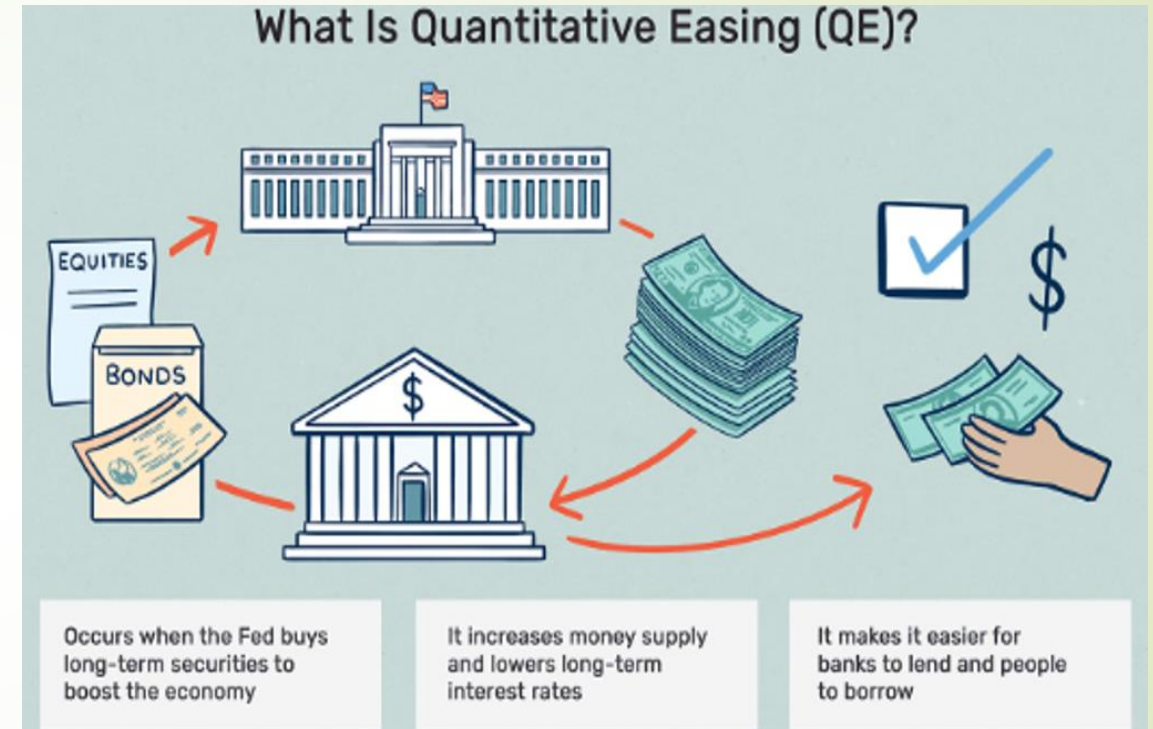 What Is Quantitative Easing (QE)?
EQUITIES
BONDS
$
$
Occurs when the Fed buys
long-term securities to
boost the economy
It increases money supply
and lowers long-term
interest rates
It makes it easier for
banks to lend and people
to borrow